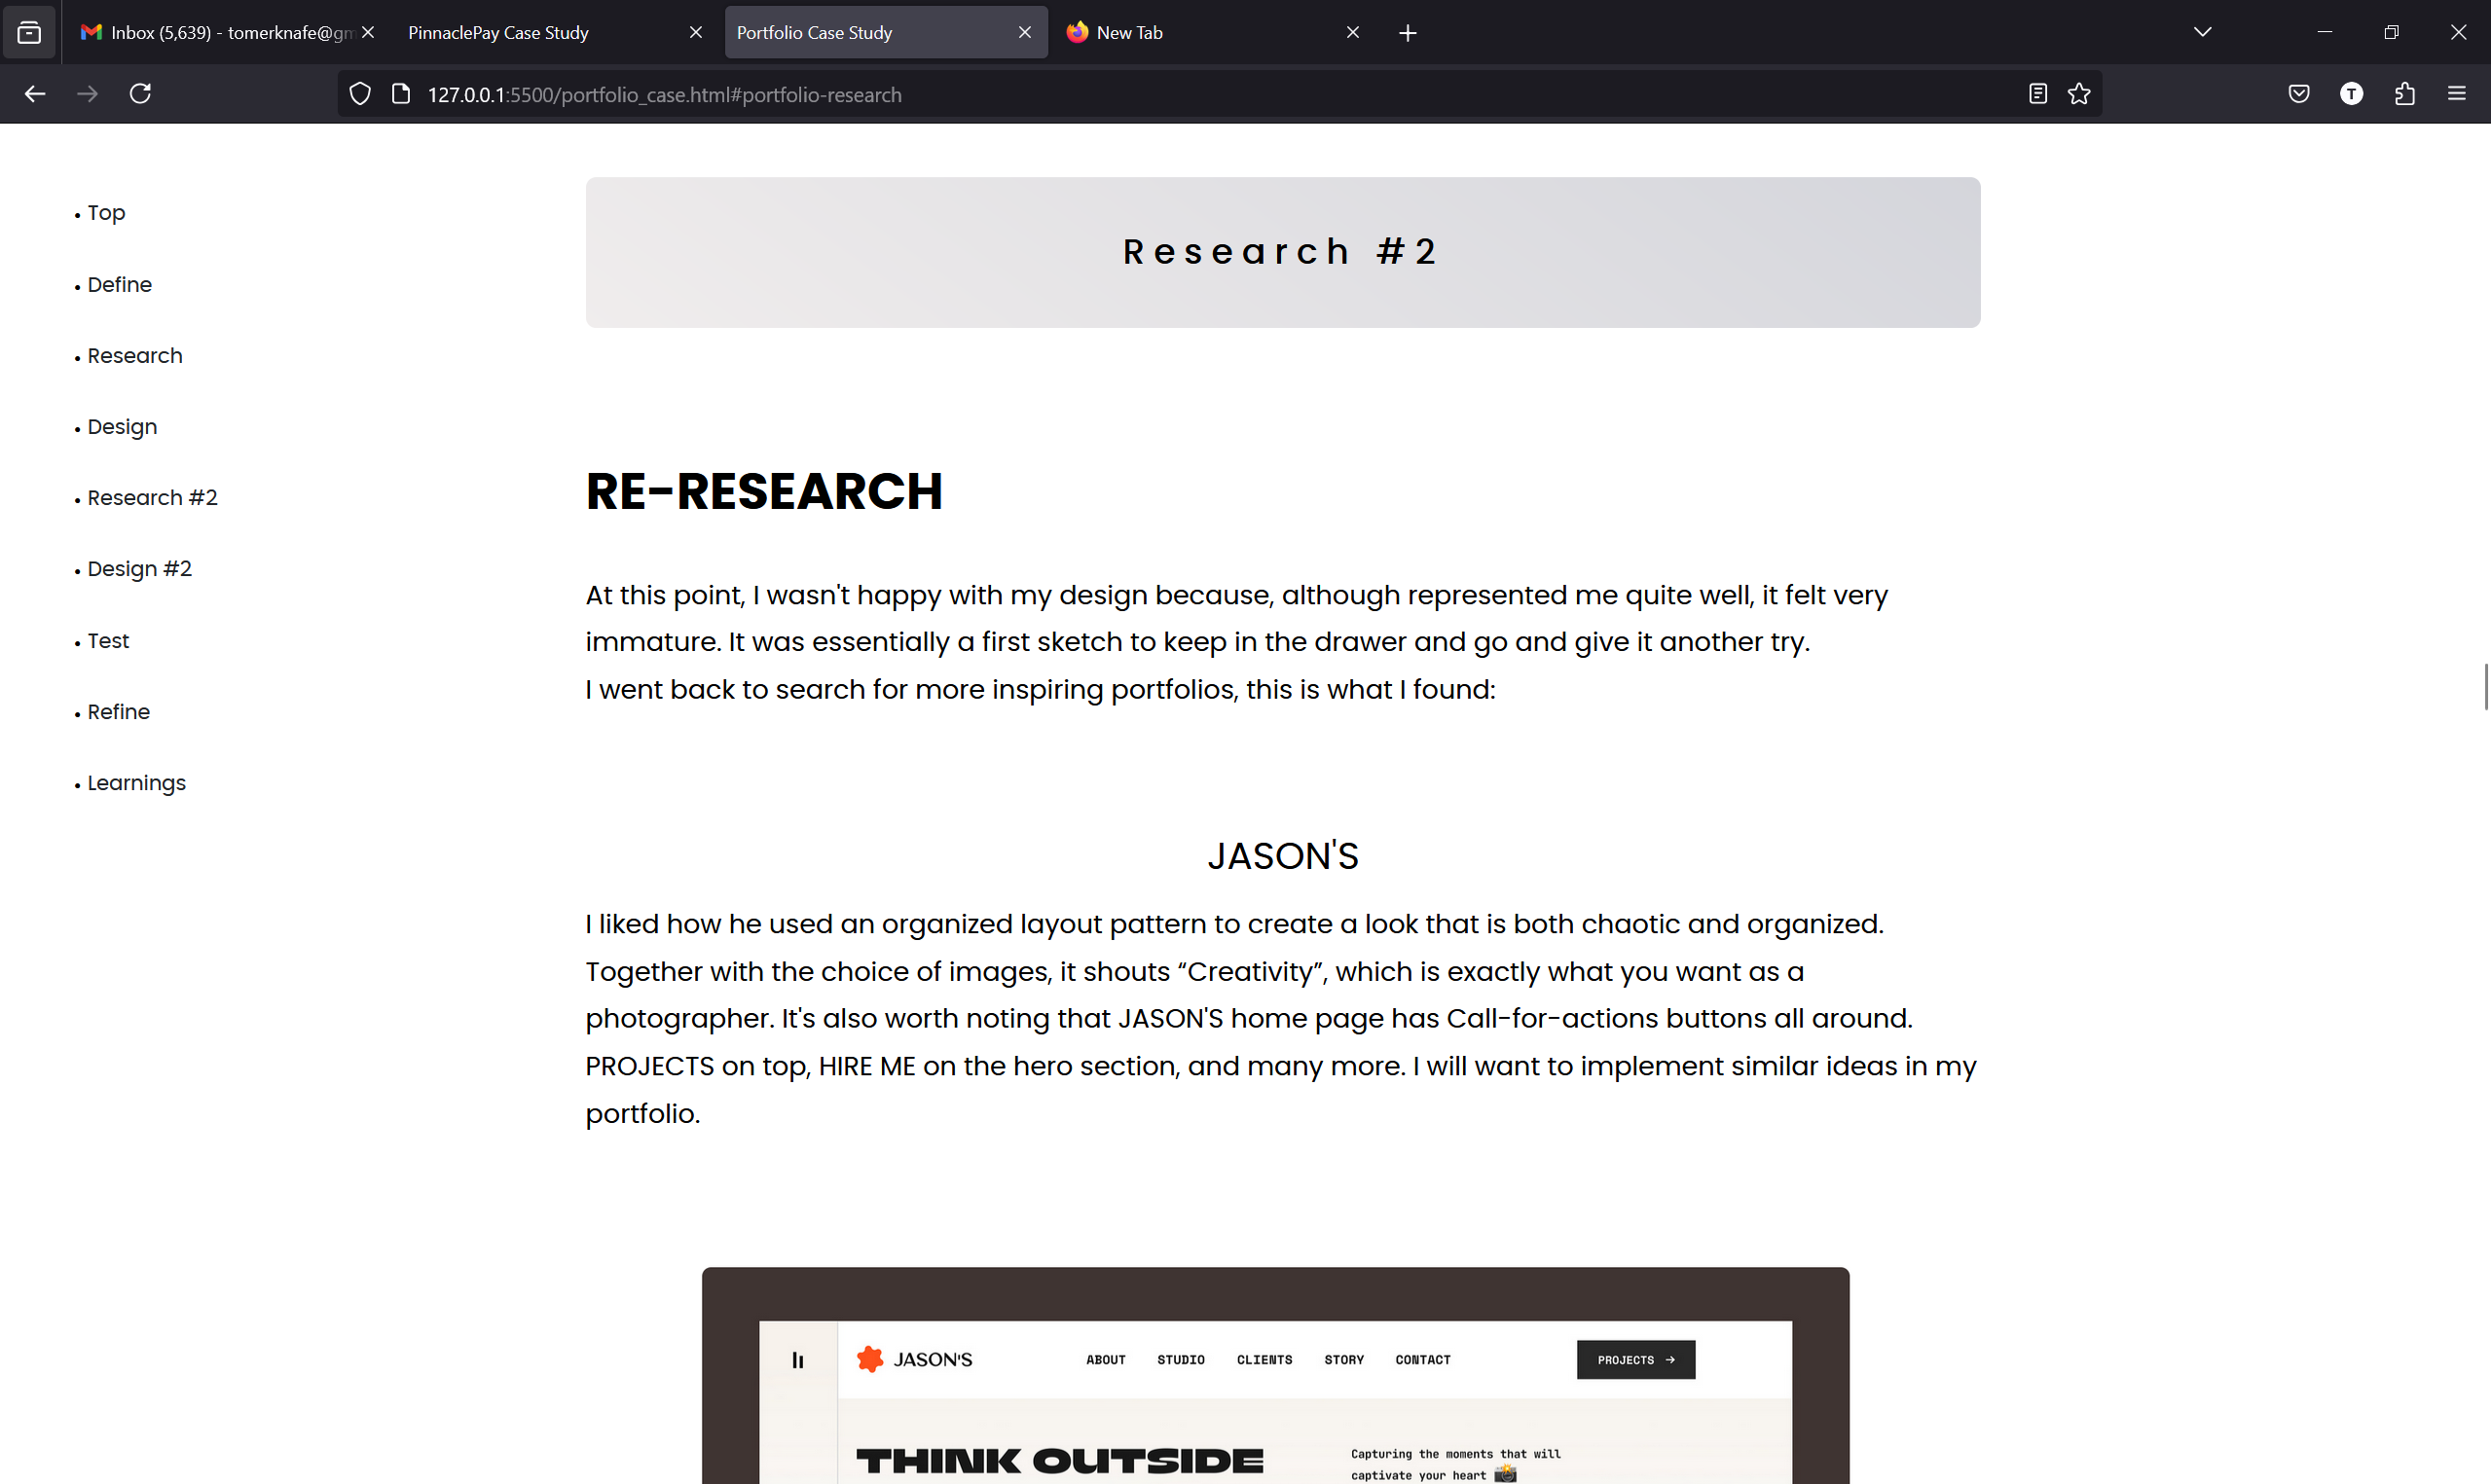 Inbox (5,639) - tomerknafe@gm
PinnaclePay Case Study
Portfolio Case Study
New Tab
127.0.0.1:5500/portfolio_case.html#portfolio-research
T
• Top
• Define
• Research
• Design
• Research #2
• Design #2
• Test
• Refine
• Learnings
Research #2
RE-RESEARCH
At this point, I wasn't happy with my design because, although represented me quite well, it felt very
immature. It was essentially a first sketch to keep in the drawer and go and give it another try.
I went back to search for more inspiring portfolios, this is what I found:
JASON'S
I liked how he used an organized layout pattern to create a look that is both chaotic and organized.
Together with the choice of images, it shouts “Creativity”, which is exactly what you want as a
photographer. It's also worth noting that JASON'S home page has Call-for-actions buttons all around.
PROJECTS on top, HIRE ME on the hero section, and many more. I will want to implement similar ideas in my
portfolio.
JASON'S
ABOUT STUDIO CLIENTS STORY CONTACT
PROJECTS →
THINK OUTSIDE
Capturing the moments that will
captivate your heart 📸